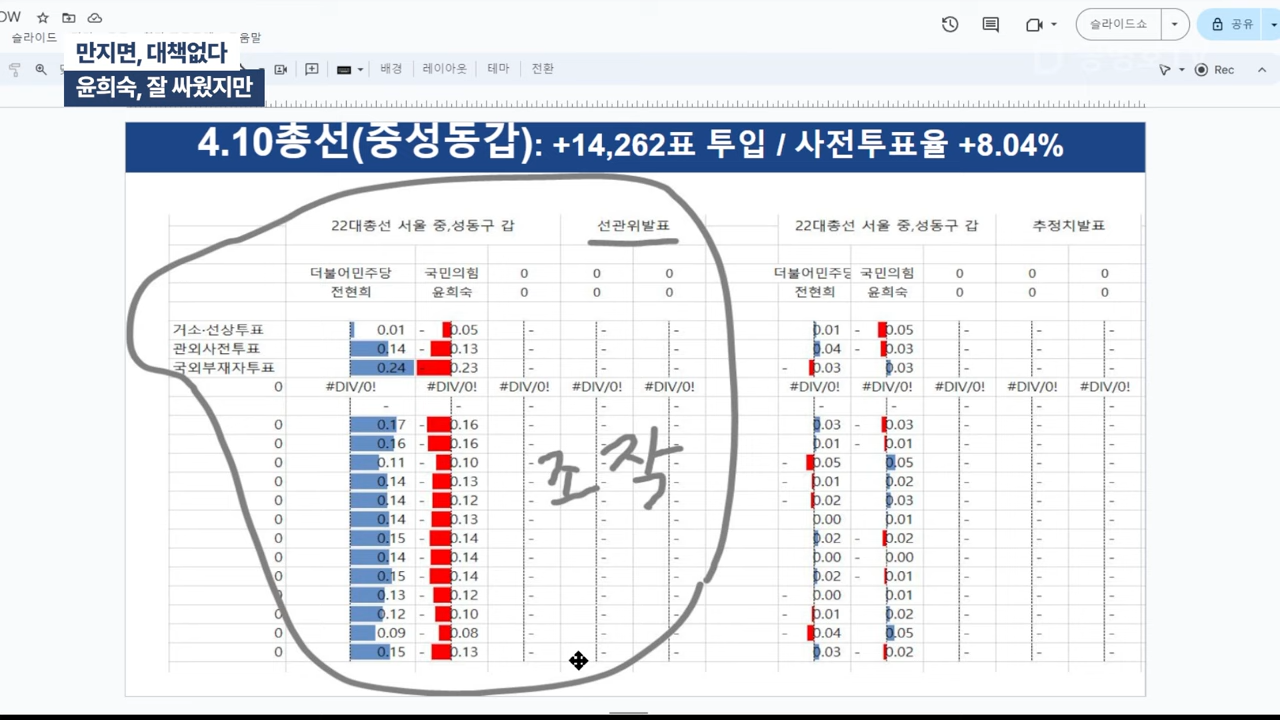 OW
슬라이드
움말
만지면, 대책없다
윤희숙, 잘 싸웠지만
슬라이드쇼
공유
배경 레이아웃 테마 전환
Rec
4.10총선(중성동갑): +14,262표 투입 / 사전투표율 +8.04%
22대총선 서울 중,성동구 갑 선관위발표 22대총선 서울 중,성동구 갑 추정치발표
더불어민주당 국민의힘 0 0 0 더불어민주당 국민의힘 0 0 0
전현희 윤희숙 0 0 0 전현희 윤희숙 0 0 0
거소·선상투표 0.01 - 0.05 - - - 0.01 - 0.05 - - -
관외사전투표 0.14 - 0.13 - - - 0.04 - 0.03 - - -
국외부재자투표 0.24 - 0.23 - - - - 0.03 0.03 - - -
0 #DIV/0! #DIV/0! #DIV/0! #DIV/0! #DIV/0! #DIV/0! #DIV/0! #DIV/0! #DIV/0! #DIV/0!
- - - - - - - - - -
0 0.17 - 0.16 - - - 0.03 - 0.03 - - -
0 0.16 - 0.16 - - - 0.01 - 0.01 - - -
0 0.11 - 0.10 - - - - 0.05 0.05 - - -
0 0.14 - 0.13 - - - - 0.01 0.02 - - -
0 0.14 - 0.12 - - - - 0.02 0.03 - - -
0 0.14 - 0.13 - - - 0.00 0.01 - - -
0 0.15 - 0.14 - - - 0.02 - 0.02 - - -
0 0.14 - 0.14 - - - 0.00 - 0.00 - - -
0 0.15 - 0.14 - - - 0.02 - 0.01 - - -
0 0.13 - 0.12 - - - - 0.00 0.01 - - -
0 0.12 - 0.10 - - - - 0.01 0.02 - - -
0 0.09 - 0.08 - - - - 0.04 0.05 - - -
0 0.15 - 0.13 - - - 0.03 - 0.02 - - -
조작